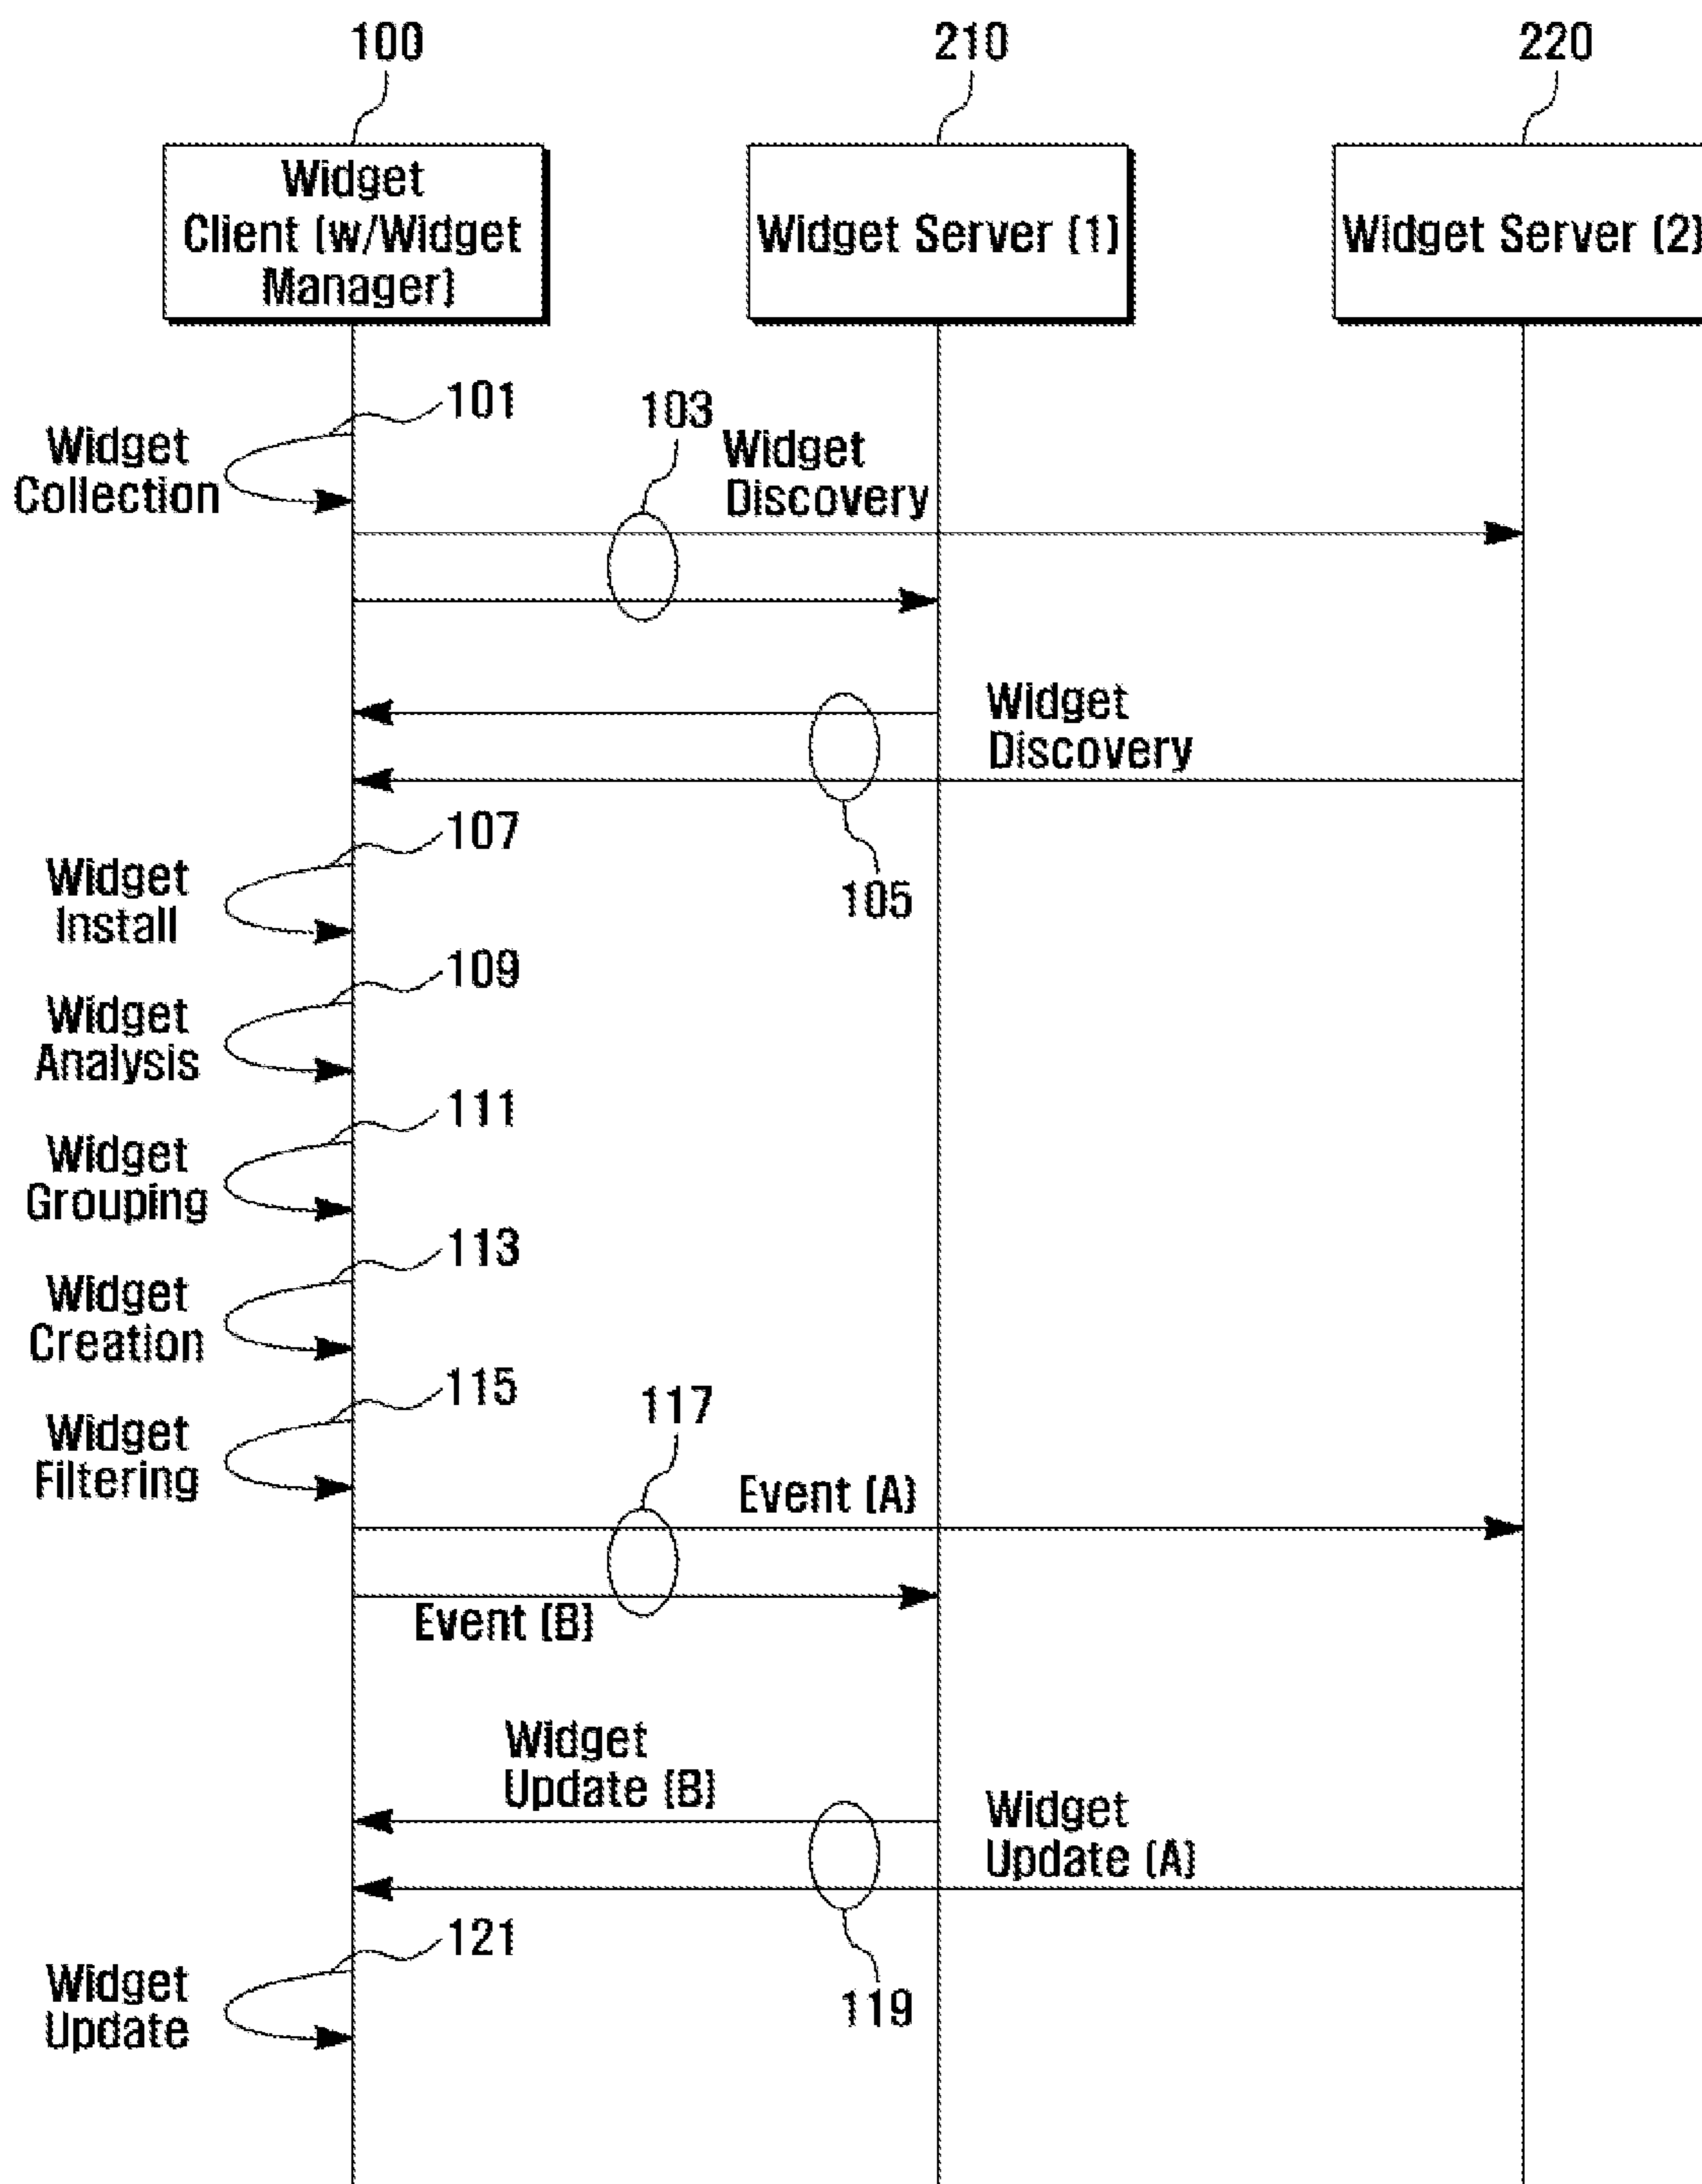 100
210
220
Widget
Client (w/Widget
Manager)
Widget Server (1)
Widget Server (2)
101
Widget
Collection
103
Widget
Discovery
Widget
Discovery
105
107
Widget
Install
109
Widget
Analysis
111
Widget
Grouping
113
Widget
Creation
115
Widget
Filtering
117
Event (A)
Event (B)
Widget
Update (B)
Widget
Update (A)
119
121
Widget
Update